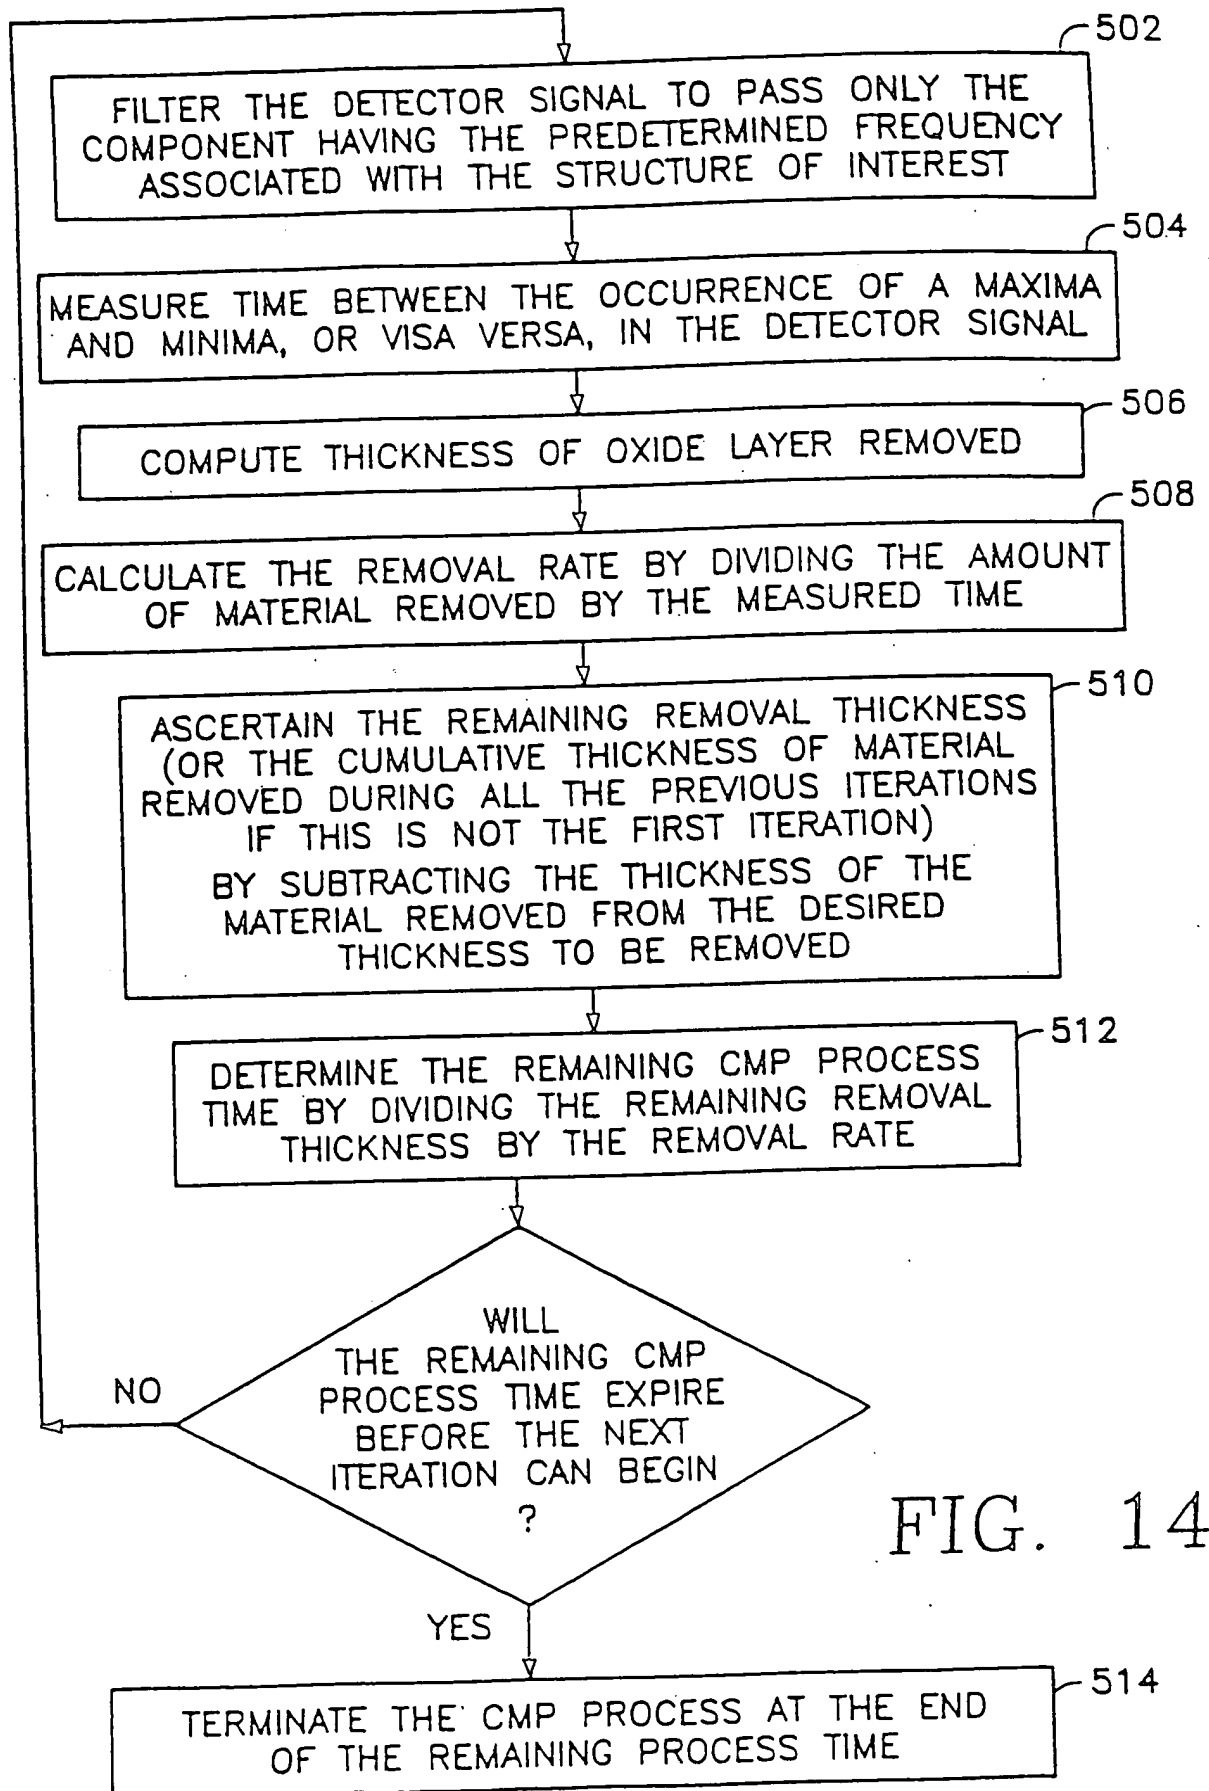 502
FILTER THE DETECTOR SIGNAL TO PASS ONLY THE
COMPONENT HAVING THE PREDETERMINED FREQUENCY
ASSOCIATED WITH THE STRUCTURE OF INTEREST
504
MEASURE TIME BETWEEN THE OCCURRENCE OF A MAXIMA
AND MINIMA, OR VISA VERSA, IN THE DETECTOR SIGNAL
506
COMPUTE THICKNESS OF OXIDE LAYER REMOVED
508
CALCULATE THE REMOVAL RATE BY DIVIDING THE AMOUNT
OF MATERIAL REMOVED BY THE MEASURED TIME
510
ASCERTAIN THE REMAINING REMOVAL THICKNESS
(OR THE CUMULATIVE THICKNESS OF MATERIAL
REMOVED DURING ALL THE PREVIOUS ITERATIONS
IF THIS IS NOT THE FIRST ITERATION)
BY SUBTRACTING THE THICKNESS OF THE
MATERIAL REMOVED FROM THE DESIRED
THICKNESS TO BE REMOVED
512
DETERMINE THE REMAINING CMP PROCESS
TIME BY DIVIDING THE REMAINING REMOVAL
THICKNESS BY THE REMOVAL RATE
WILL
THE REMAINING CMP
PROCESS TIME EXPIRE
BEFORE THE NEXT
ITERATION CAN BEGIN
?
NO
FIG. 14
YES
514
TERMINATE THE CMP PROCESS AT THE END
OF THE REMAINING PROCESS TIME